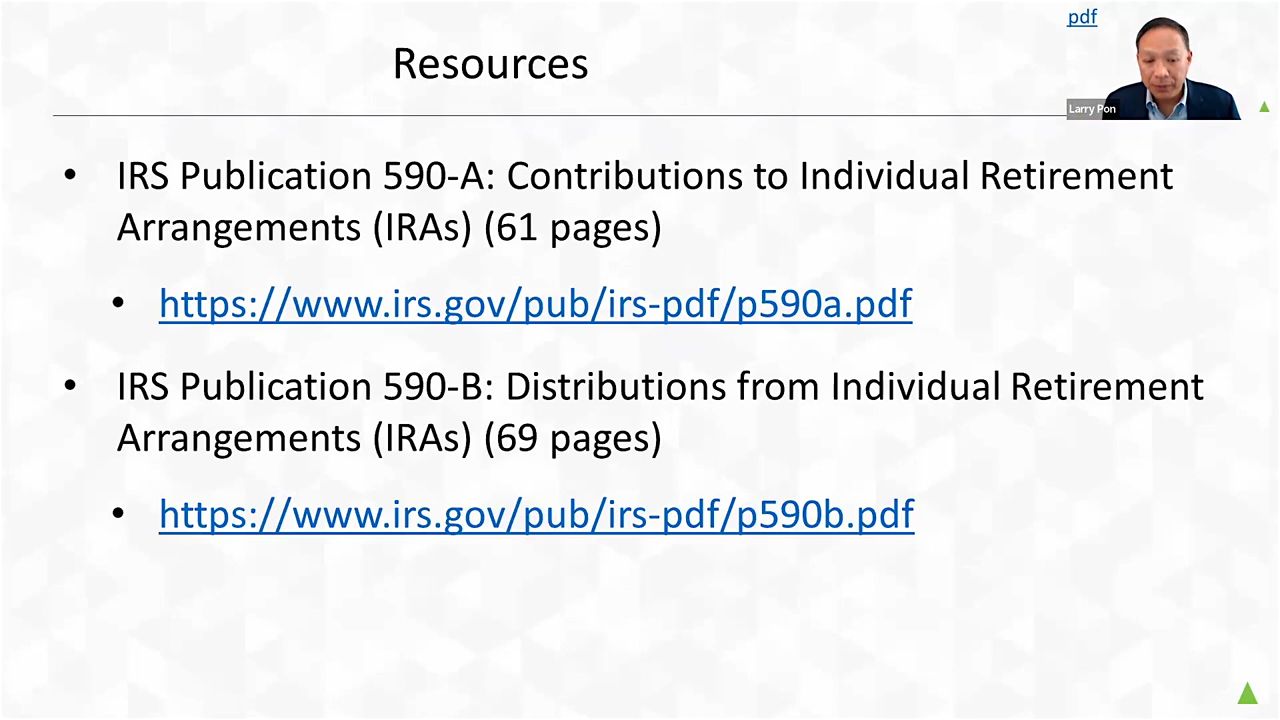 pdf
Resources
Larry Pon
• IRS Publication 590-A: Contributions to Individual Retirement
Arrangements (IRAs) (61 pages)
• https://www.irs.gov/pub/irs-pdf/p590a.pdf
• IRS Publication 590-B: Distributions from Individual Retirement
Arrangements (IRAs) (69 pages)
• https://www.irs.gov/pub/irs-pdf/p590b.pdf